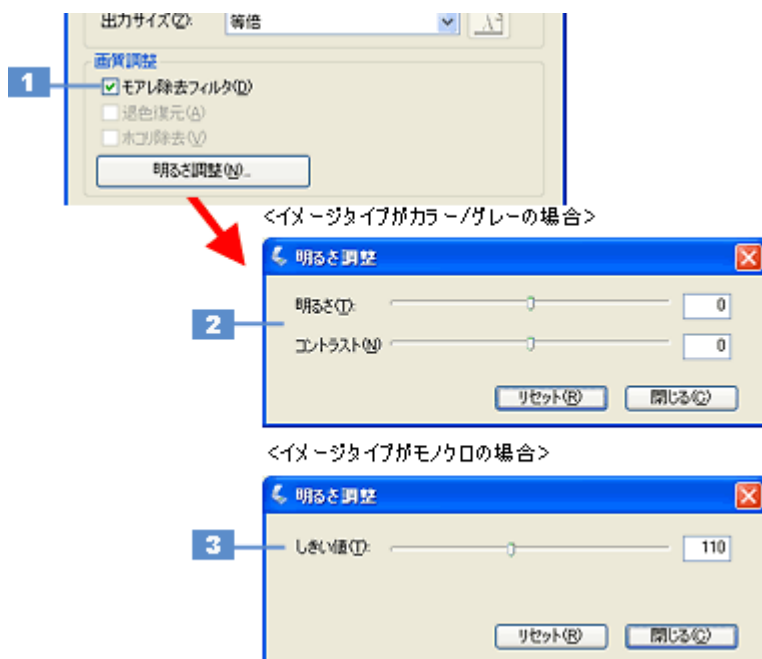 出力サイズ(Z): 等倍
画質調整
1 モアレ除去フィルタ(D)
退色復元(A)
ホコリ除去(V)
明るさ調整(N)...
<イメージタイプがカラー/グレーの場合>
明るさ調整
明るさ(T): 0
2
コントラスト(N) 0
リセット(R) 閉じる(C)
<イメージタイプがモノクロの場合>
明るさ調整
3 しきい値(T): 110
リセット(R) 閉じる(C)